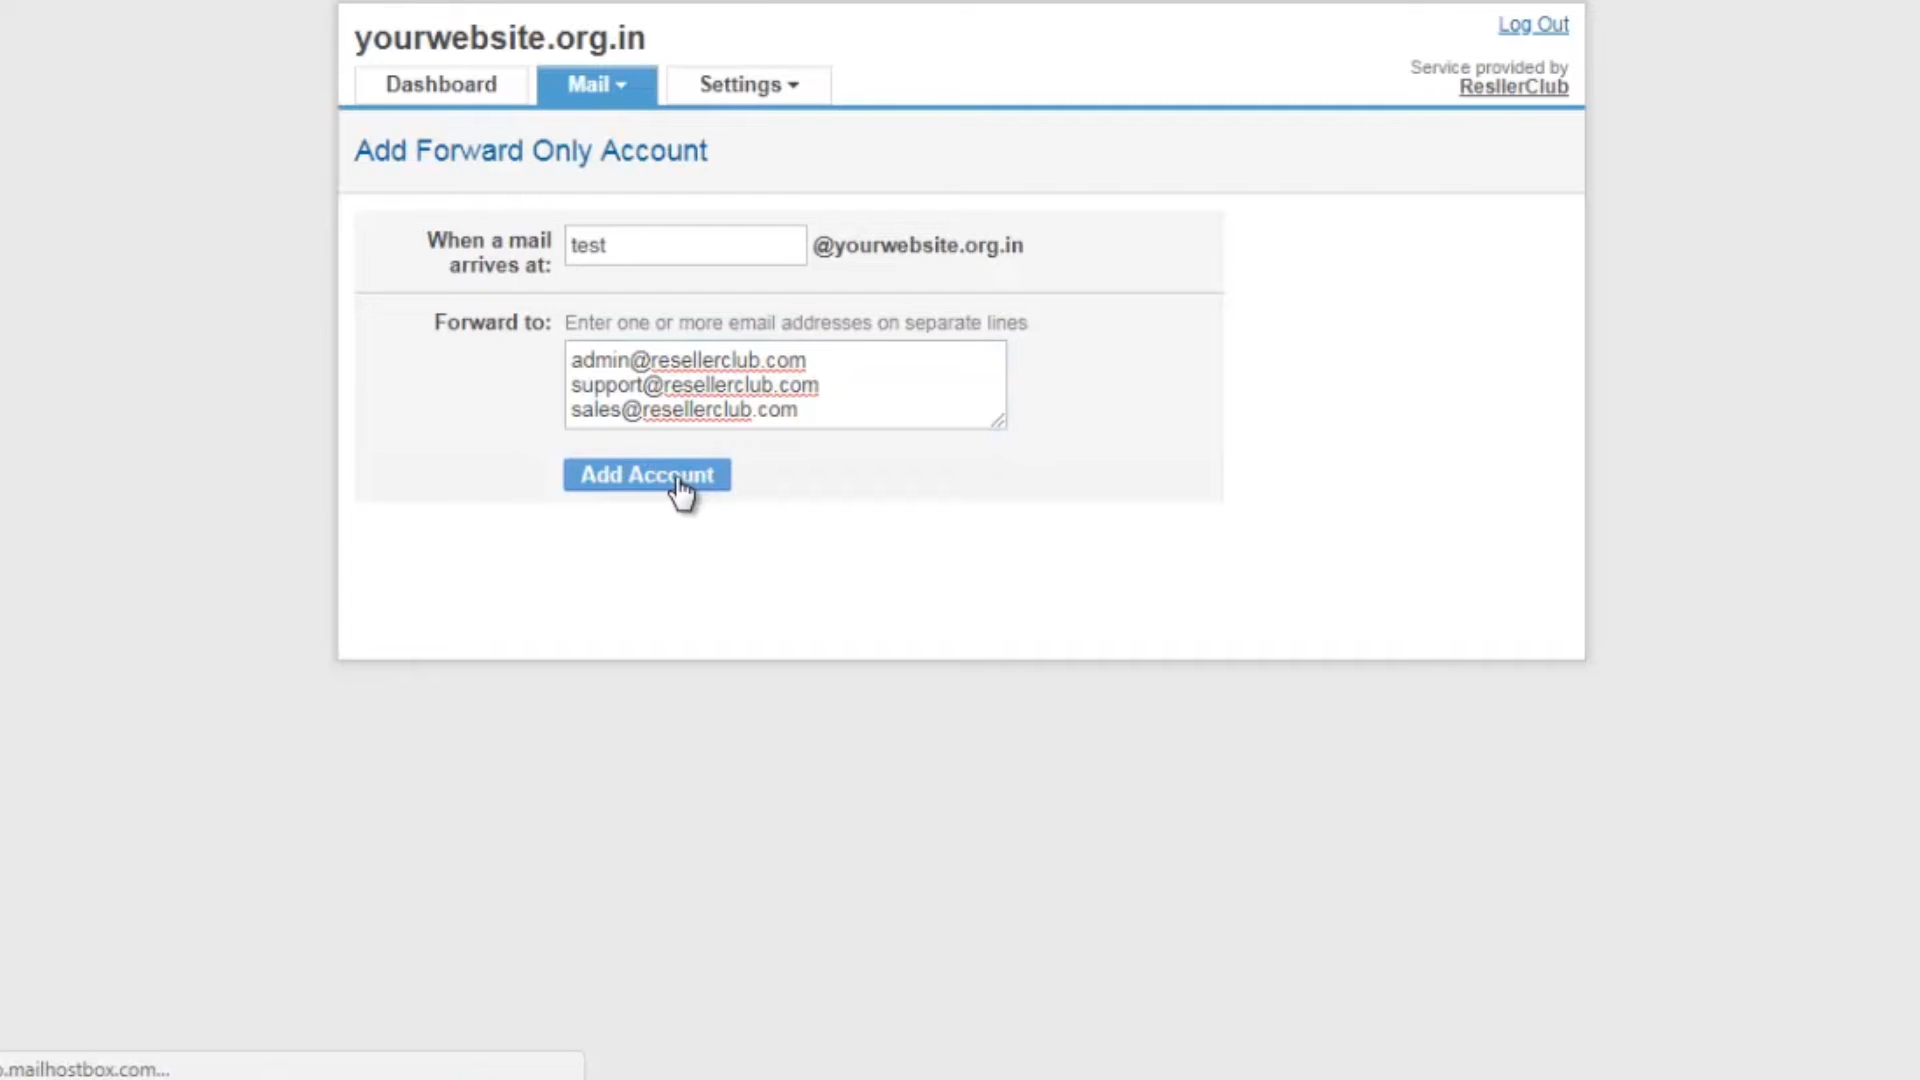 yourwebsite.org.in
Log Out
Service provided by
ResllerClub
Dashboard
Mail
Settings
Add Forward Only Account
When a mail
arrives at:
test
@yourwebsite.org.in
Forward to:
Enter one or more email addresses on separate lines
admin@resellerclub.com
support@resellerclub.com
sales@resellerclub.com
Add Account
.mailhostbox.com...